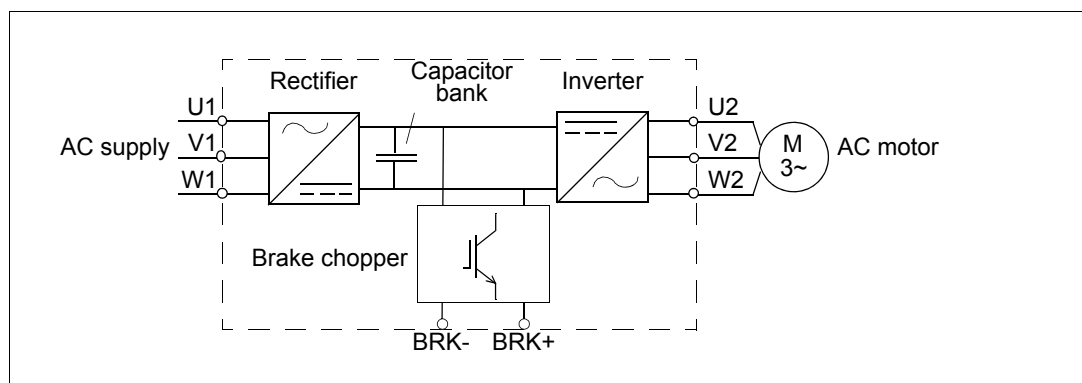 Rectifier
Capacitor
bank
Inverter
U1
V1
W1
AC supply
U2
V2
W2
M
3~
AC motor
Brake chopper
BRK-
BRK+